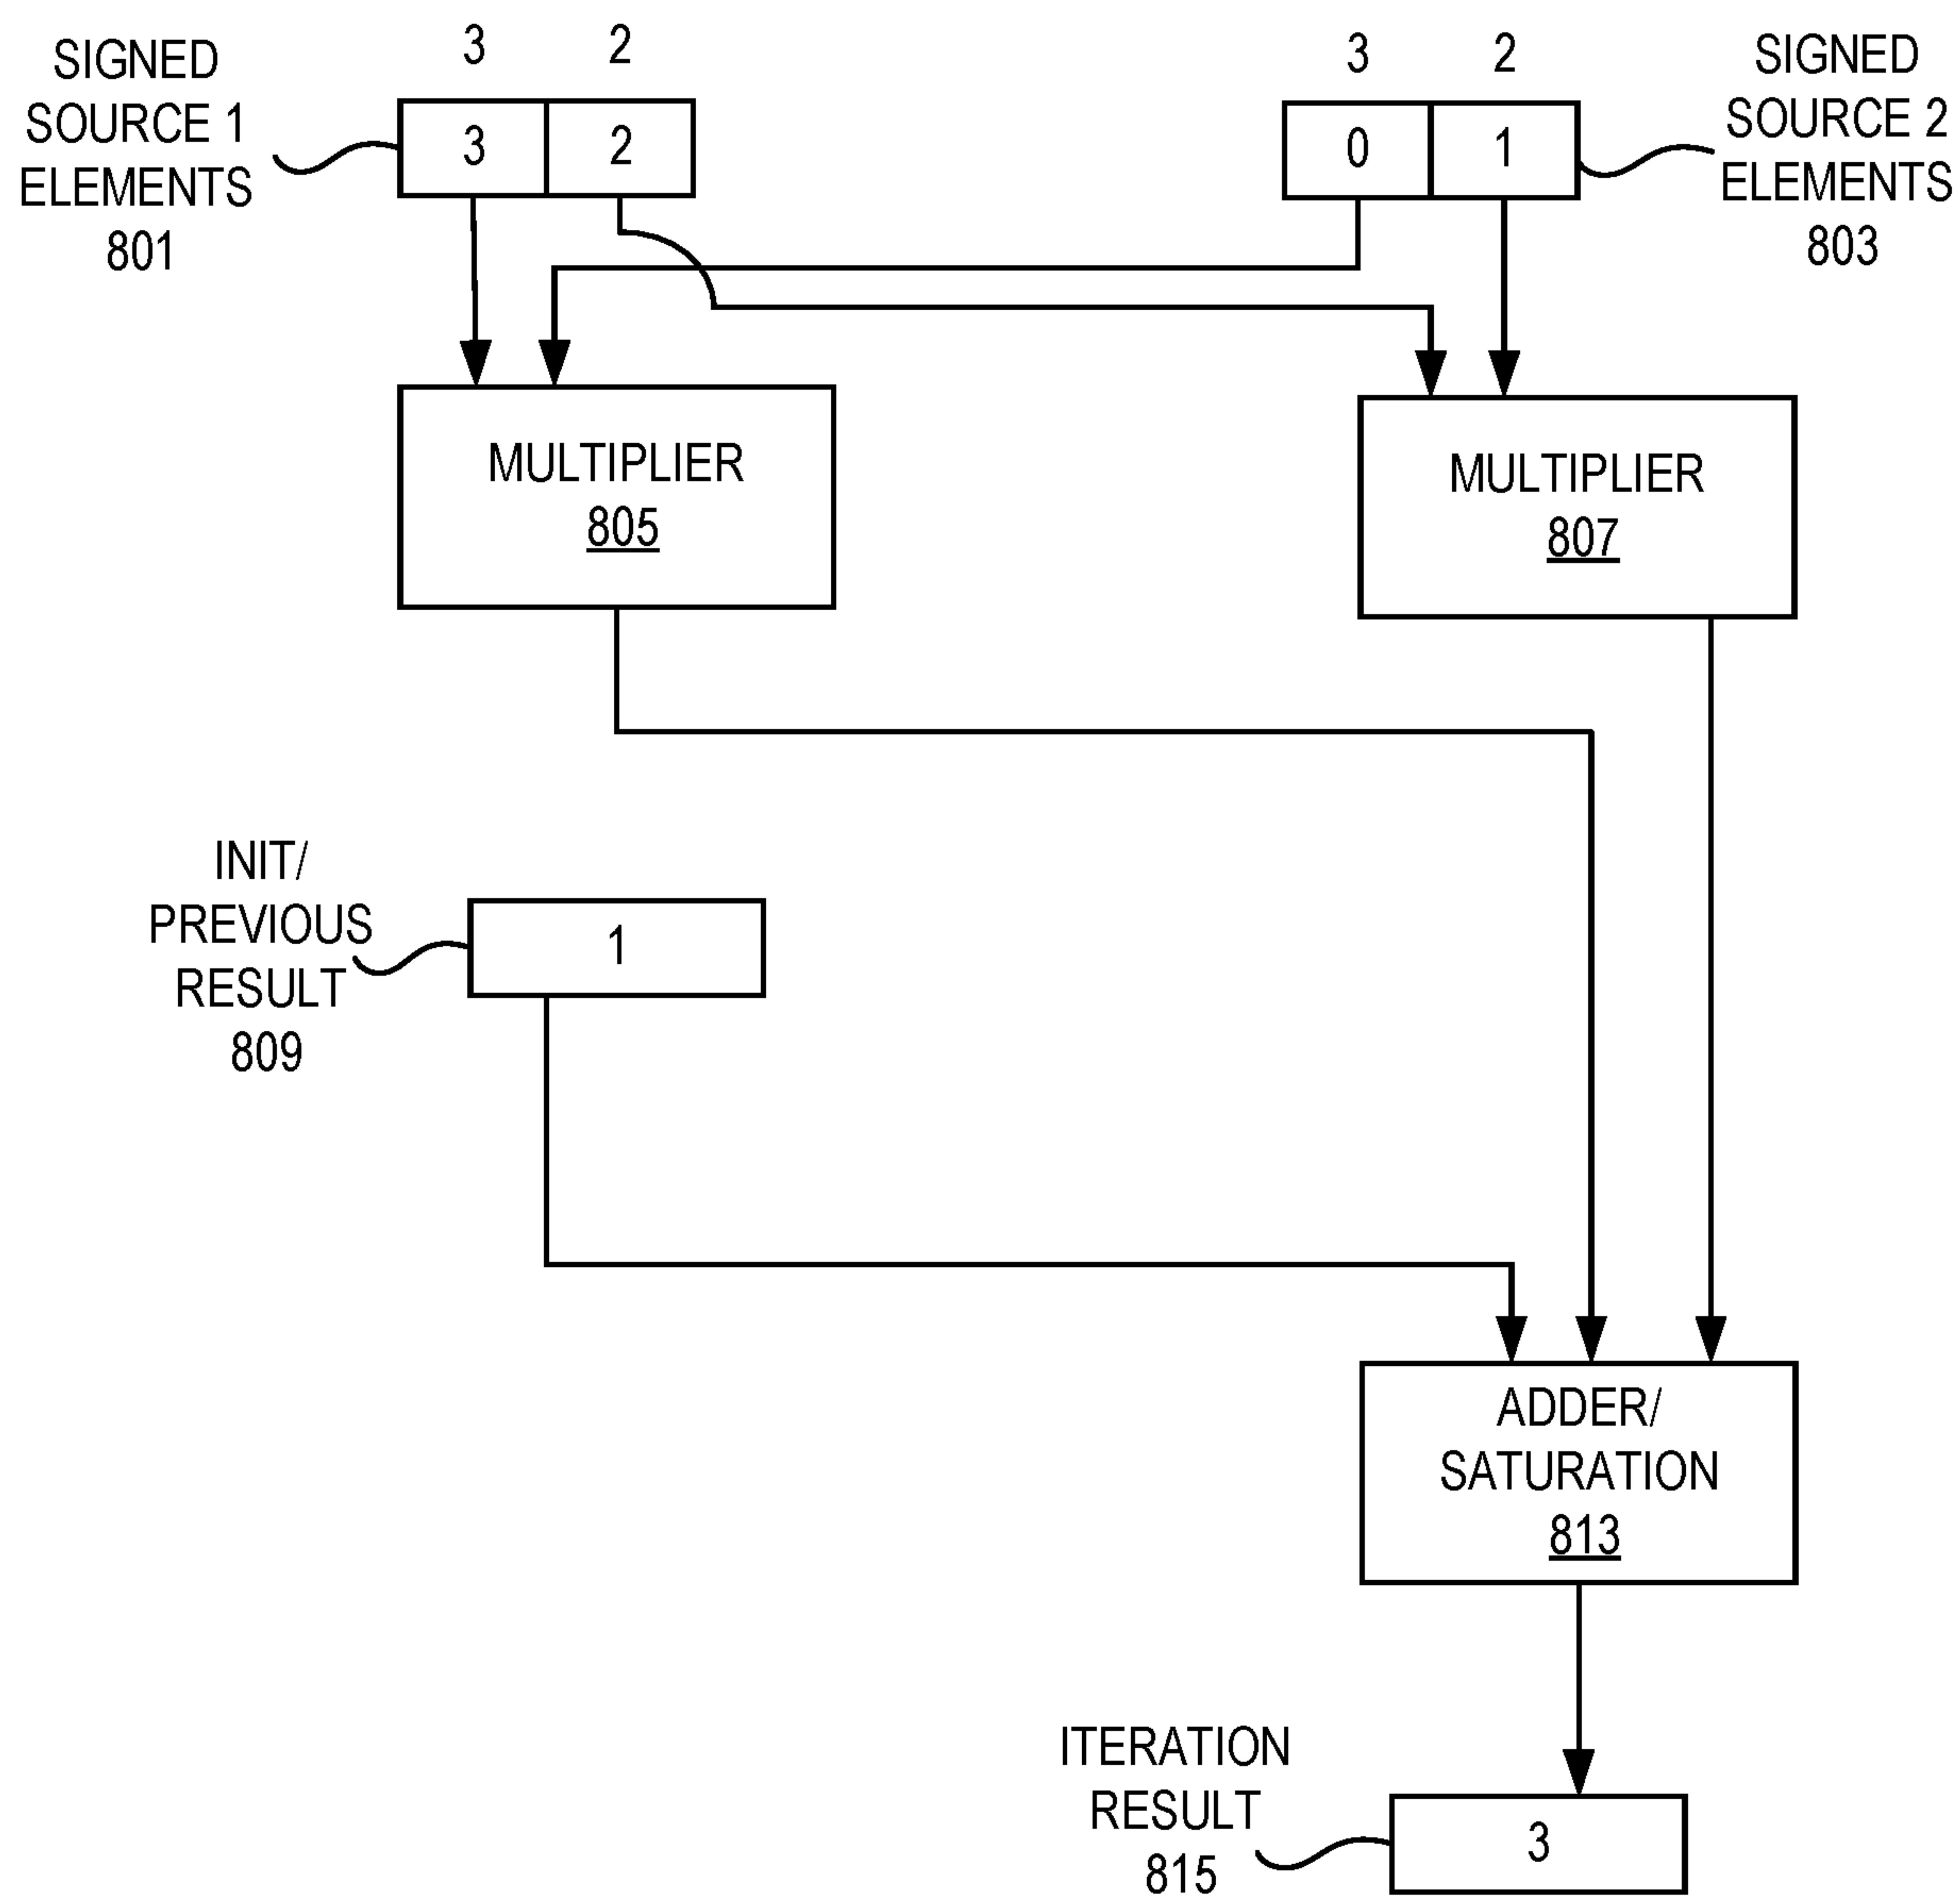 SIGNED
SOURCE 1
ELEMENTS
801
3 2
3 2
3 2
0 1
SIGNED
SOURCE 2
ELEMENTS
803
MULTIPLIER
805
MULTIPLIER
807
INIT/
PREVIOUS
RESULT
809
1
ADDER/
SATURATION
813
ITERATION
RESULT
815
3